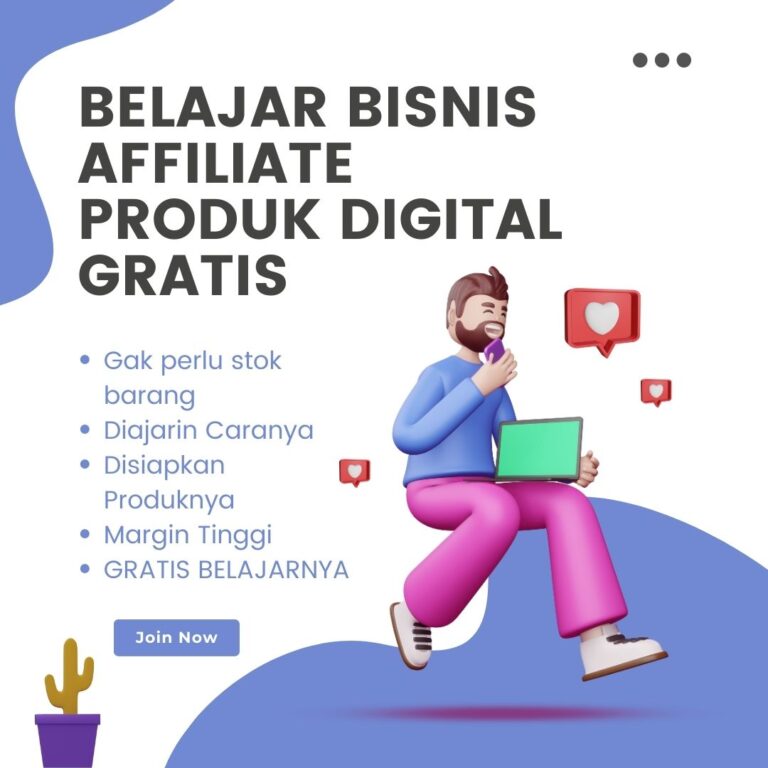 BELAJAR BISNIS
AFFILIATE
PRODUK DIGITAL
GRATIS
Gak perlu stok
barang
Diajarin Caranya
Disiapkan
Produknya
Margin Tinggi
GRATIS BELAJARNYA
Join Now